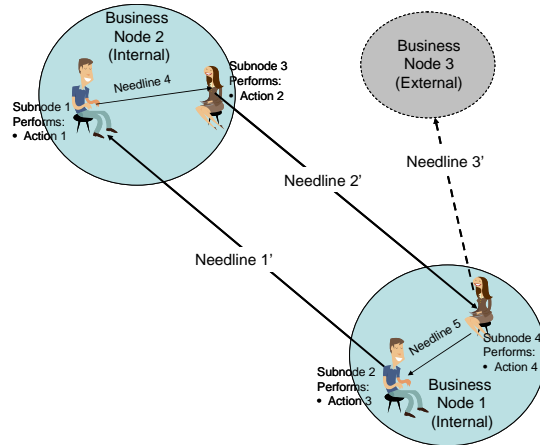 Business
Node 2
(Internal)
Needline 4
Subnode 3
Performs:
• Action 2
Subnode 1
Performs:
• Action 1
Business
Node 3
(External)
Needline 3’
Needline 2’
Needline 1’
Needline 5
Subnode 4
Performs:
• Action 4
Subnode 2
Performs:
• Action 3
Business
Node 1
(Internal)